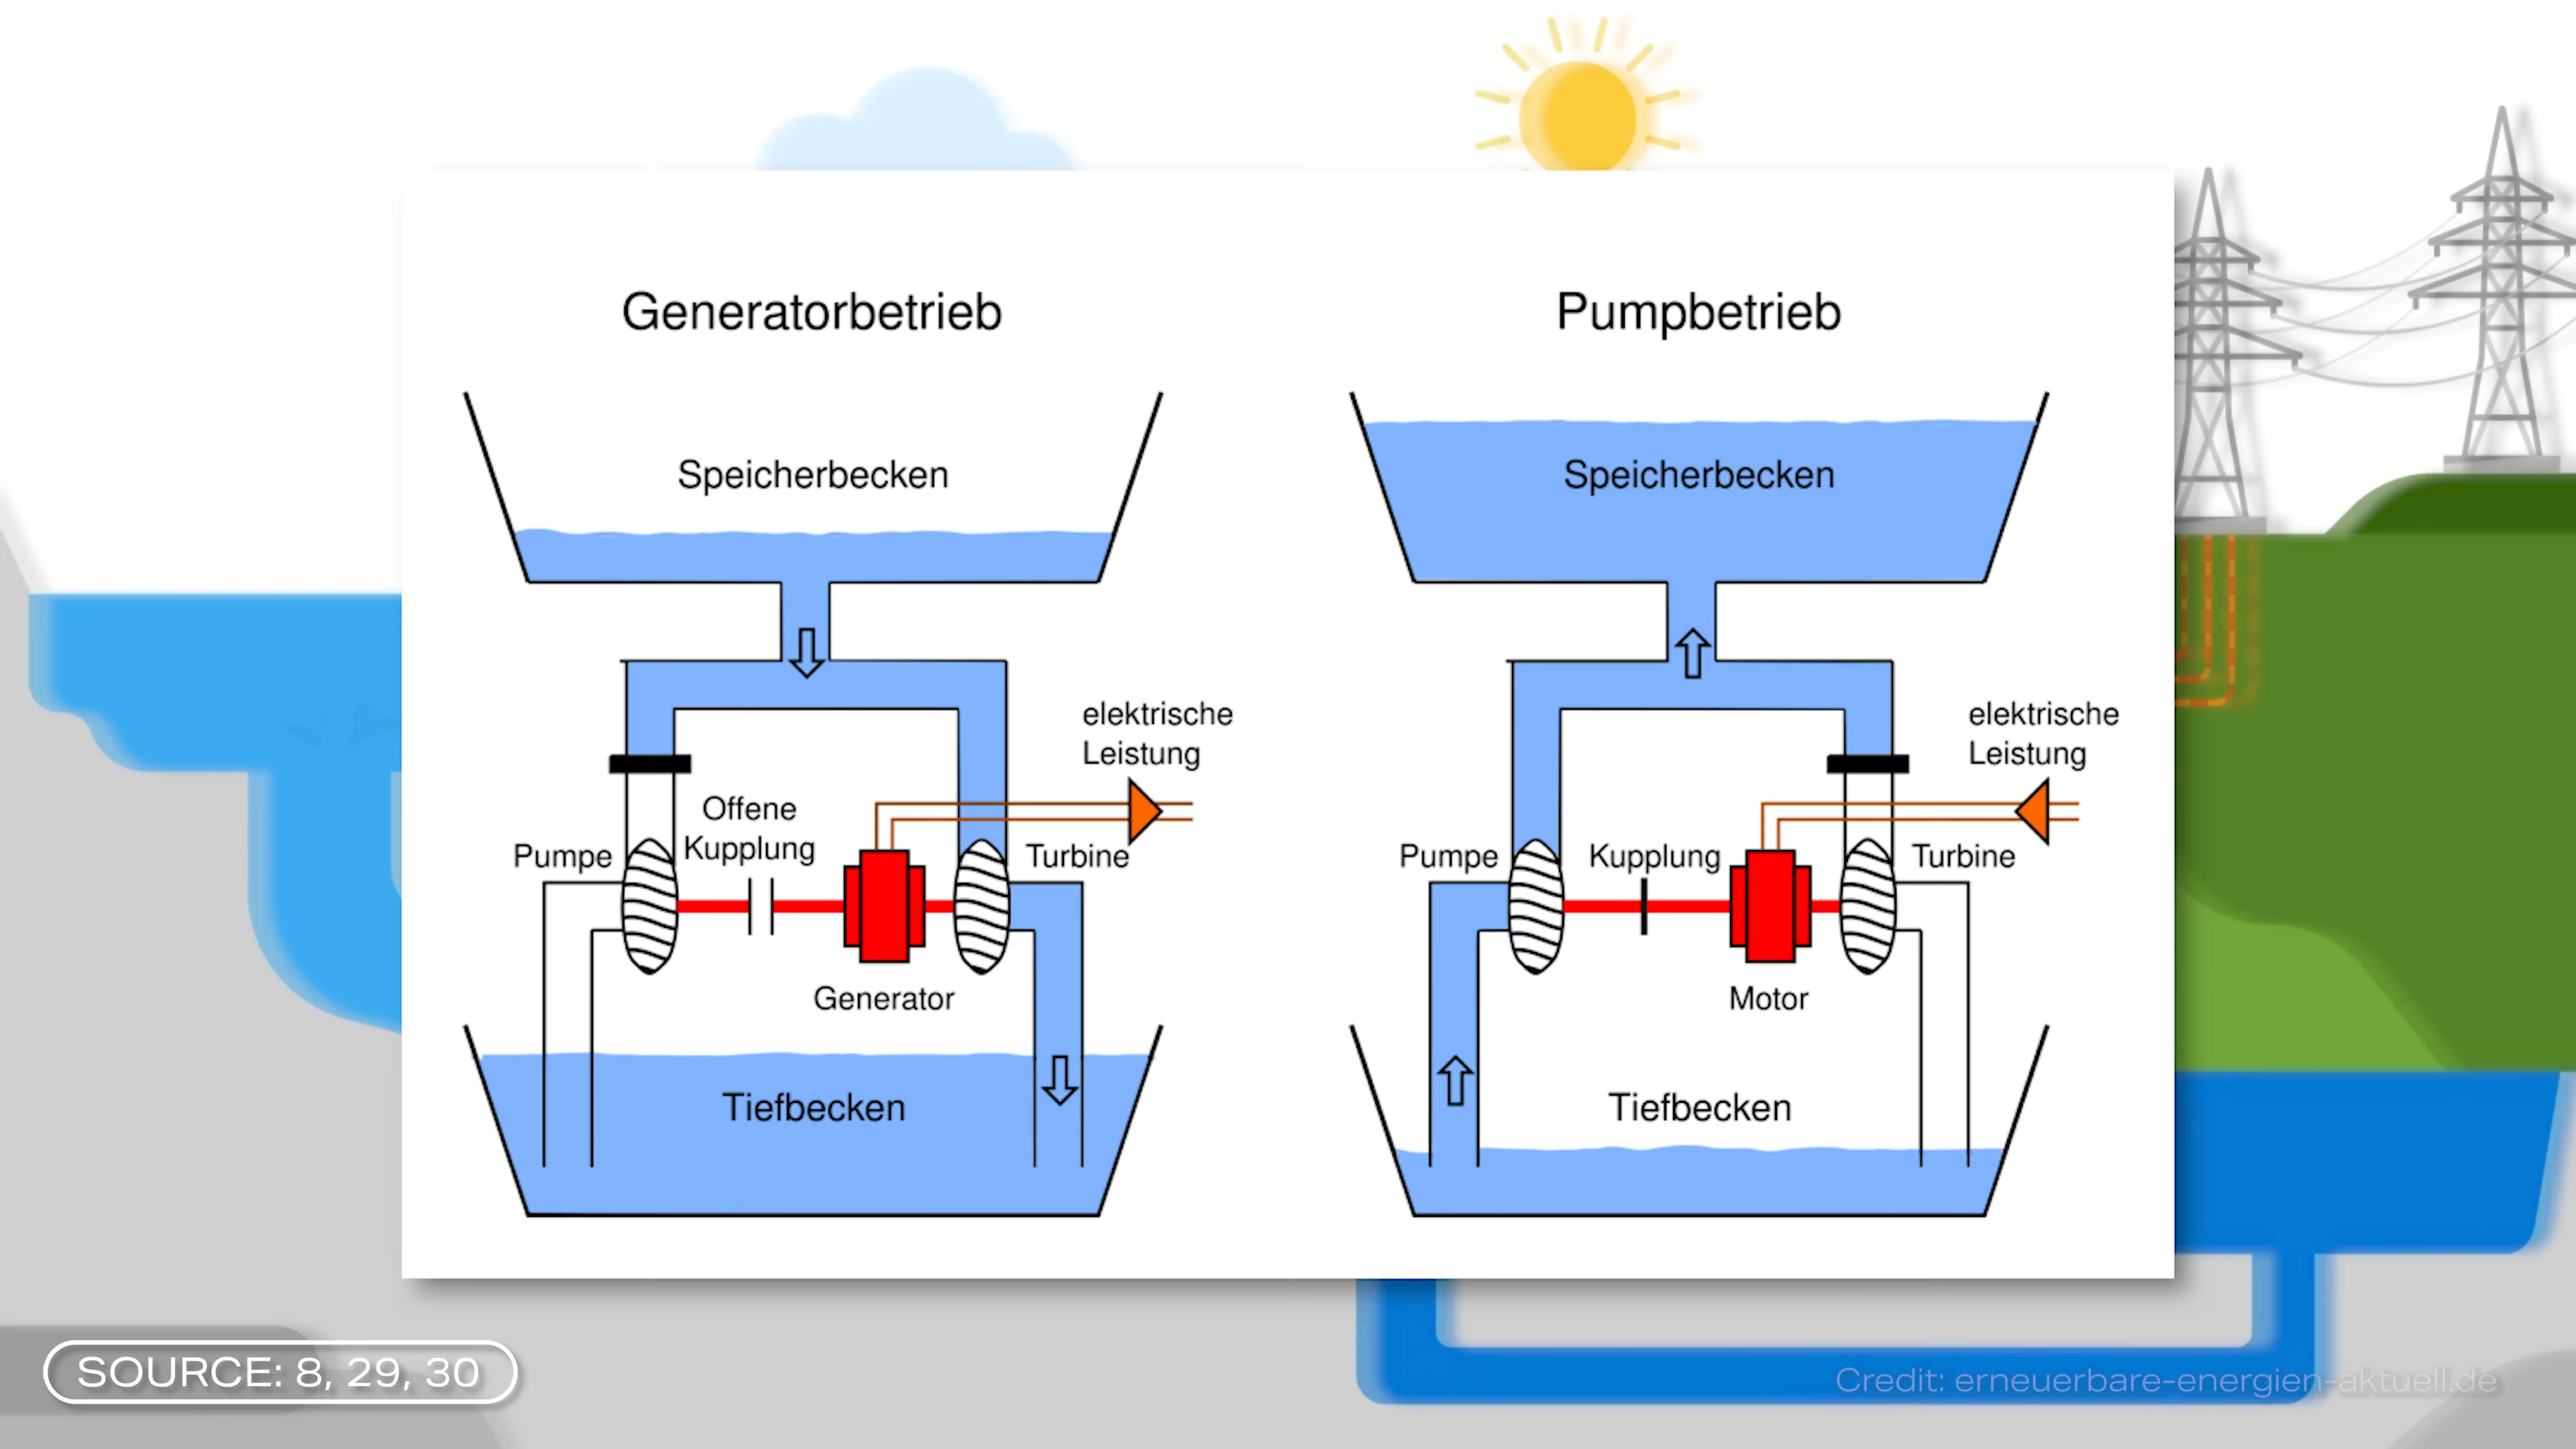 Generatorbetrieb
Speicherbecken
elektrische
Leistung
Offene
Kupplung
Pumpe
Turbine
Generator
Tiefbecken
Pumpbetrieb
Speicherbecken
elektrische
Leistung
Pumpe
Kupplung
Turbine
Motor
Tiefbecken
SOURCE: 8, 29, 30
Credit: erneuerbare-energien-aktuell.de